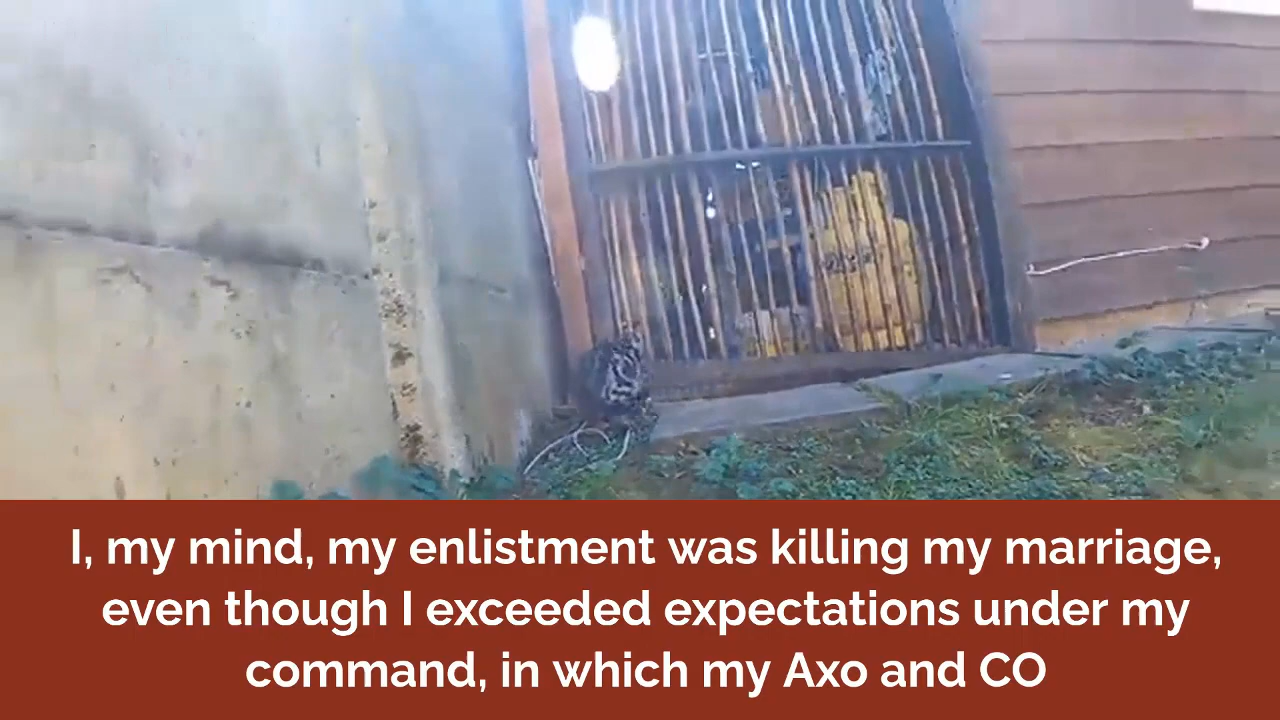 I, my mind, my enlistment was killing my marriage,
even though I exceeded expectations under my
command, in which my Axo and CO